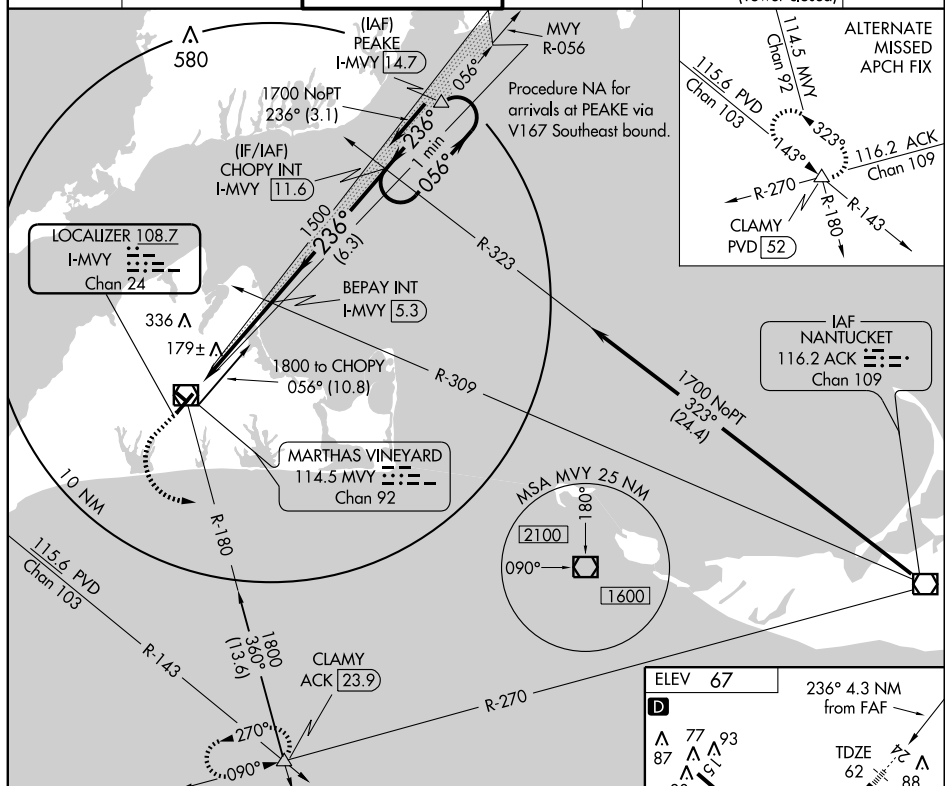 (Tower closed)
580
(IAF)
PEAKE
I-MVY 14.7
MVY
R-056
056°
1700 NoPT
236° (3.1)
Procedure NA for
arrivals at PEAKE via
V167 Southeast bound.
236°
1 min
056°
(IF/IAF)
CHOPY INT
I-MVY 11.6
1500
236°
(6.3)
R-323
LOCALIZER 108.7
I-MVY
Chan 24
BEPAY INT
I-MVY 5.3
336
179±
1800 to CHOPY
056° (10.8)
R-309
1700 NoPT
323°
(24.4)
IAF
NANTUCKET
116.2 ACK
Chan 109
MARTHAS VINEYARD
114.5 MVY
Chan 92
10 NM
R-180
MSA MVY 25 NM
180°
2100
090°
1600
115.6 PVD
Chan 103
R-143
1800
360°
(13.6)
CLAMY
ACK 23.9
R-270
270°
090°
ALTERNATE
MISSED
APCH FIX
114.5 MVY
Chan 92
115.6 PVD
Chan 103
323°
143°
116.2 ACK
Chan 109
R-270
R-180
R-143
CLAMY
PVD 52
ELEV 67
D
236° 4.3 NM
from FAF
87
77
93
15
24
TDZE
62
88